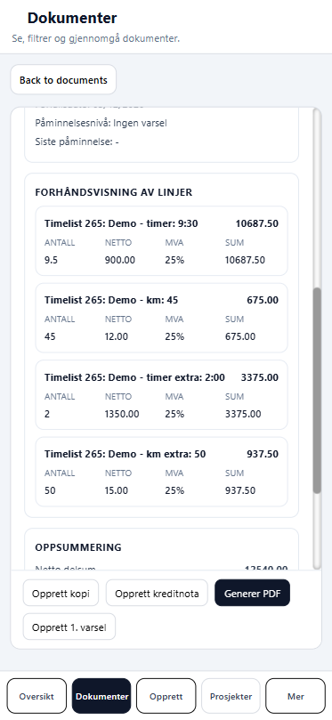 Dokumenter
Se, filtrer og gjennomgå dokumenter.
Back to documents
Påminnelsesnivå: Ingen varsel
Siste påminnelse: -
FORHÅNDSVISNING AV LINJER
Timelist 265: Demo - timer: 9:30 10687.50
ANTALL NETTO MVA SUM
9.5 900.00 25% 10687.50
Timelist 265: Demo - km: 45 675.00
ANTALL NETTO MVA SUM
45 12.00 25% 675.00
Timelist 265: Demo - timer extra: 2:00 3375.00
ANTALL NETTO MVA SUM
2 1350.00 25% 3375.00
Timelist 265: Demo - km extra: 50 937.50
ANTALL NETTO MVA SUM
50 15.00 25% 937.50
OPPSUMMERING
Netto delsum 12540.00
Opprett kopi Opprett kreditnota Generer PDF
Opprett 1. varsel
Oversikt Dokumenter Opprett Prosjekter Mer